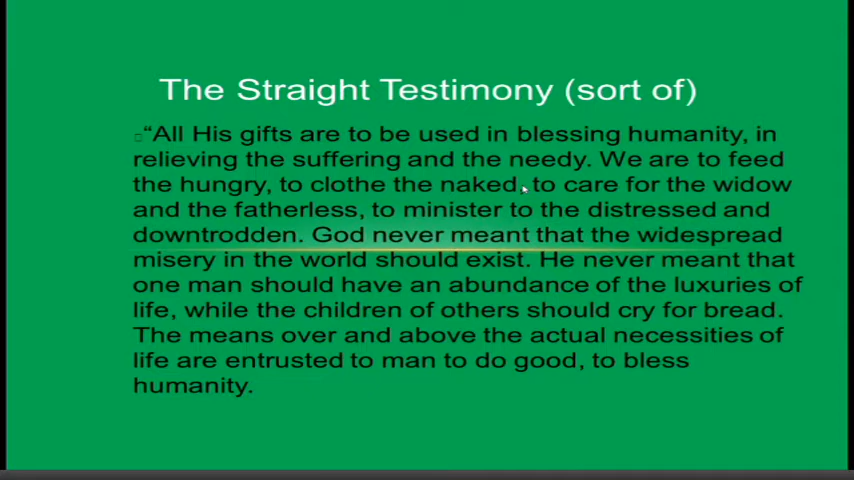 The Straight Testimony (sort of)
“All His gifts are to be used in blessing humanity, in
relieving the suffering and the needy. We are to feed
the hungry, to clothe the naked, to care for the widow
and the fatherless, to minister to the distressed and
downtrodden. God never meant that the widespread
misery in the world should exist. He never meant that
one man should have an abundance of the luxuries of
life, while the children of others should cry for bread.
The means over and above the actual necessities of
life are entrusted to man to do good, to bless
humanity.